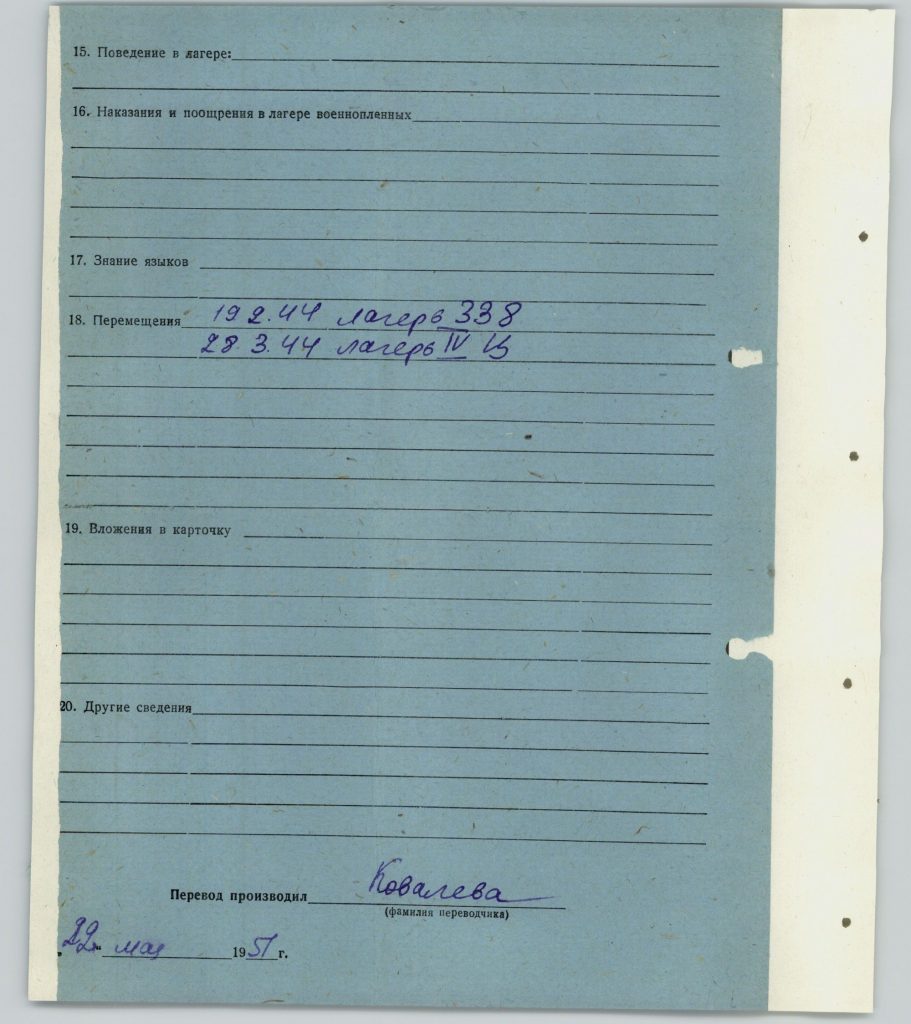 15. Поведение в лагере:
16. Наказания и поощрения в лагере военнопленных
17. Знание языков
18. Перемещения 19 2. 44 лагерь 338
28. 3. 44 лагерь IV Ц
19. Вложения в карточку
20. Другие сведения
Перевод производил Ковалева
(фамилия переводчика)
„22“ мая 1951 г.